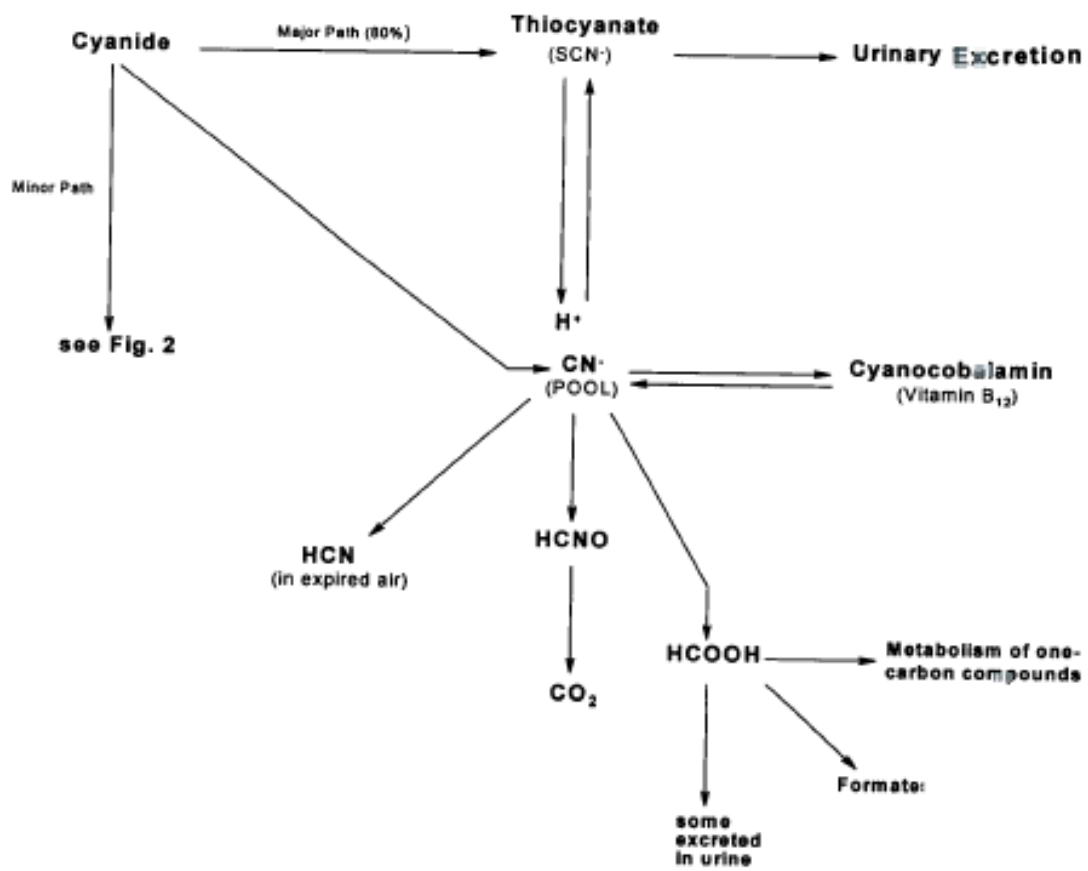 Cyanide
Major Path (80%)
Thiocyanate
(SCN-)
Urinary Excretion
Minor Path
see Fig. 2
H+
CN-
(POOL)
Cyanocobalamin
(Vitamin B12)
HCN
(in expired air)
HCNO
CO2
HCOOH
Metabolism of one-
carbon compounds
Formates
some
excreted
in urine